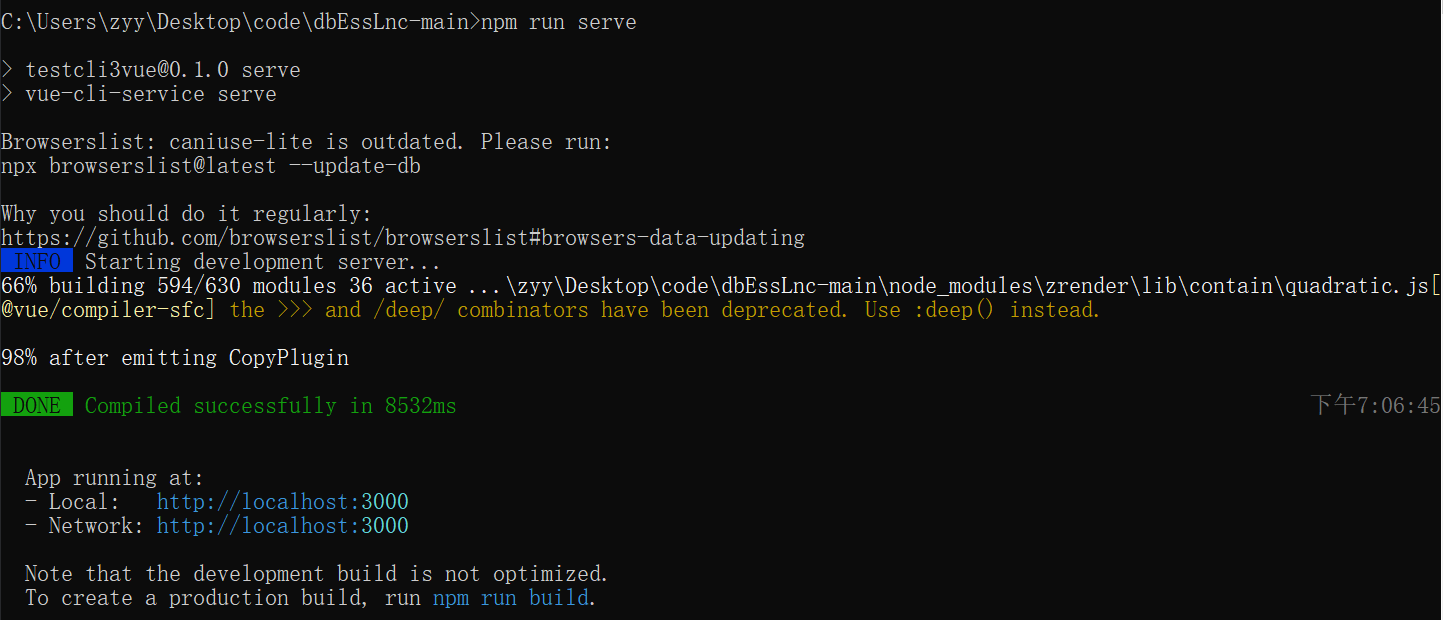 C:\Users\zyy\Desktop\code\dbEssLnc-main>npm run serve
> testcli3vue@0.1.0 serve
> vue-cli-service serve
Browserslist: caniuse-lite is outdated. Please run:
npx browserslist@latest --update-db
Why you should do it regularly:
https://github.com/browserslist/browserslist#browsers-data-updating
INFO Starting development server...
66% building 594/630 modules 36 active ...\zyy\Desktop\code\dbEssLnc-main\node_modules\zrender\lib\contain\quadratic.js[
@vue/compiler-sfc] the >>> and /deep/ combinators have been deprecated. Use :deep() instead.
98% after emitting CopyPlugin
DONE Compiled successfully in 8532ms 下午7:06:45
App running at:
- Local: http://localhost:3000
- Network: http://localhost:3000
Note that the development build is not optimized.
To create a production build, run npm run build.